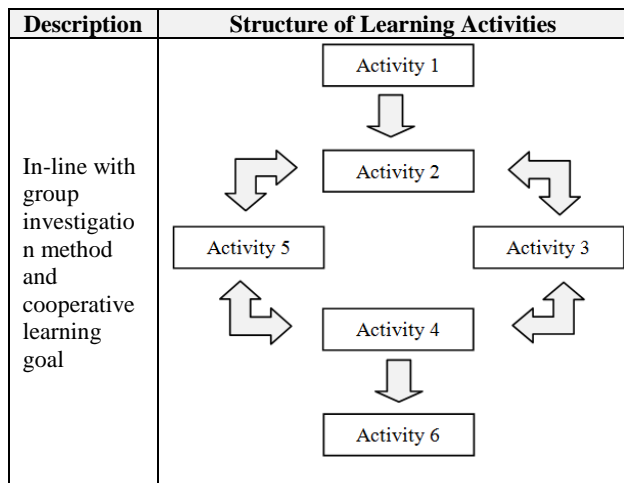 Description
Structure of Learning Activities
In-line with
group
investigatio
n method
and
cooperative
learning
goal
Activity 1
Activity 2
Activity 5
Activity 3
Activity 4
Activity 6